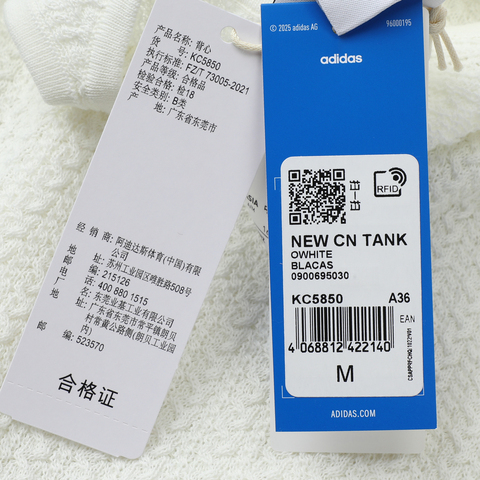 产品名称: 背心
货 号: KC5850
执行标准: FZ/T 73005-2021
产品等级: 合格品
检验合格: 检18
安全类别: B类
产 地: 广东省东莞市
经 销 商: 阿迪达斯体育(中国)有限
公司
地 址: 苏州工业园区鸣胜路508号
邮 编: 215126
电 话: 400 880 1515
厂 名: 东莞业基工业有限公司
地 址: 广东省东莞市常平镇朗贝
村常黄公路侧(朗贝工业园
内)
邮 编: 523570
合格证
© 2025 adidas AG
96000195
adidas
RFID
NEW CN TANK
OWHITE
BLACAS
0900695030
KC5850 A36
EAN
4 068812 422140
M
ADIDAS.COM